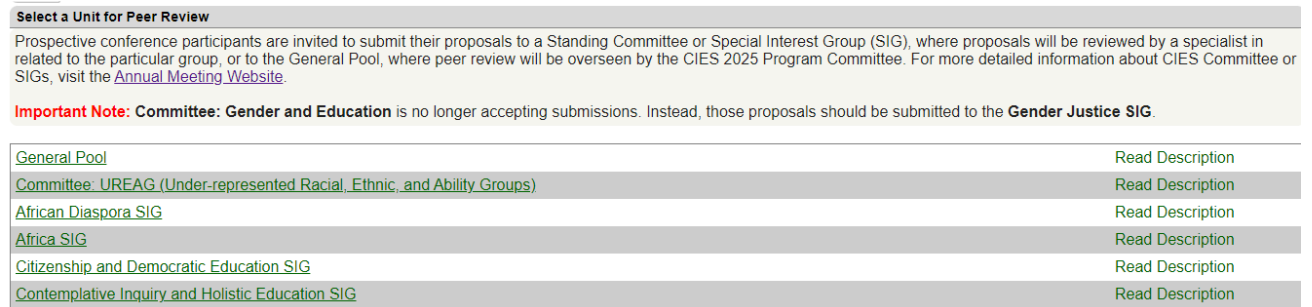 Select a Unit for Peer Review
Prospective conference participants are invited to submit their proposals to a Standing Committee or Special Interest Group (SIG), where proposals will be reviewed by a specialist in
related to the particular group, or to the General Pool, where peer review will be overseen by the CIES 2025 Program Committee. For more detailed information about CIES Committee or
SIGs, visit the Annual Meeting Website.
Important Note: Committee: Gender and Education is no longer accepting submissions. Instead, those proposals should be submitted to the Gender Justice SIG.
General Pool Read Description
Committee: UREAG (Under-represented Racial, Ethnic, and Ability Groups) Read Description
African Diaspora SIG Read Description
Africa SIG Read Description
Citizenship and Democratic Education SIG Read Description
Contemplative Inquiry and Holistic Education SIG Read Description